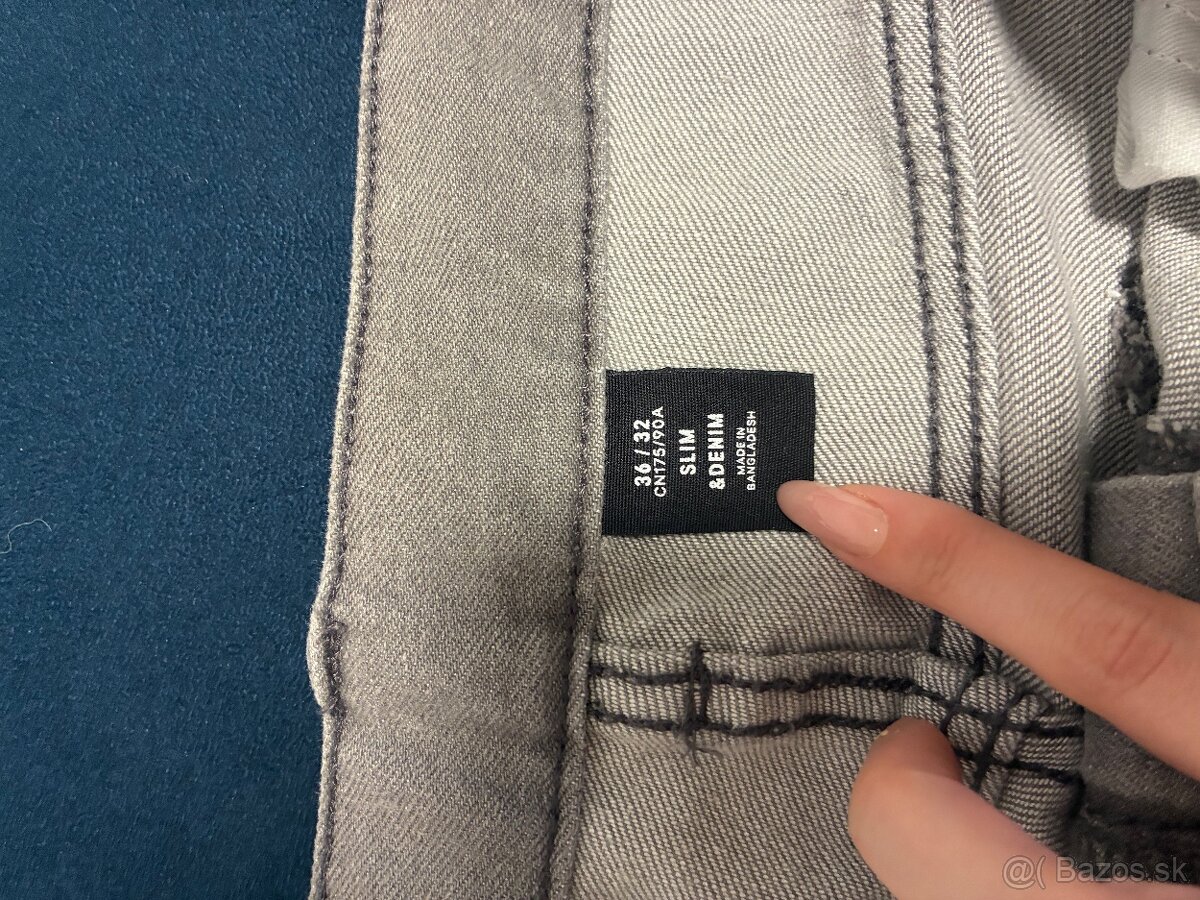 36 / 32
CN175/90A
SLIM
&DENIM
MADE IN
BANGLADESH
@( Bazos.sk